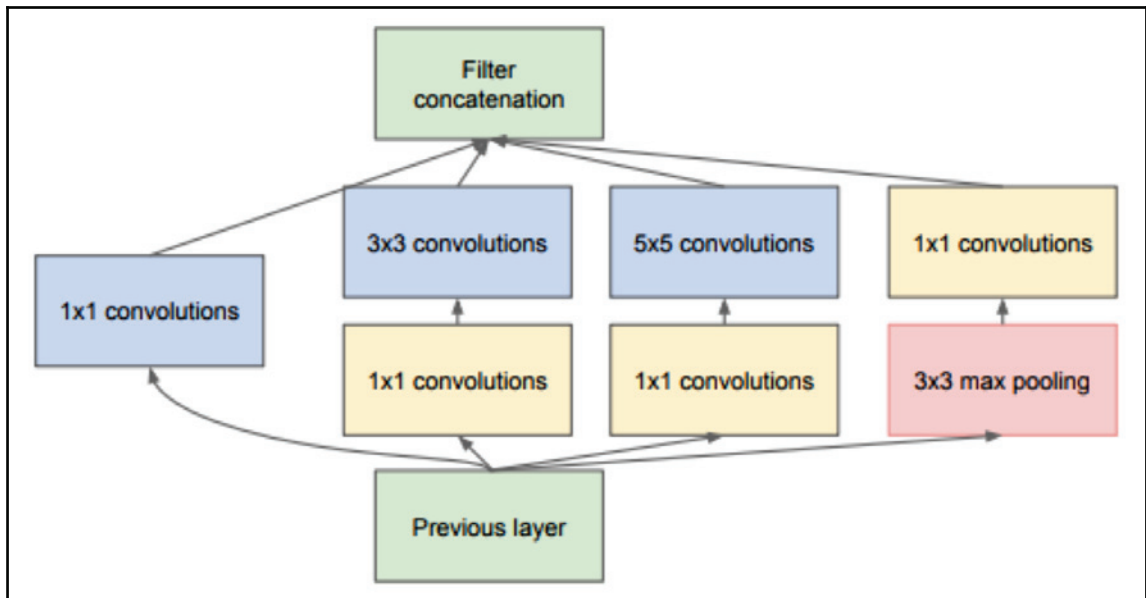 Filter
concatenation
3x3 convolutions
5x5 convolutions
1x1 convolutions
1x1 convolutions
1x1 convolutions
1x1 convolutions
3x3 max pooling
Previous layer